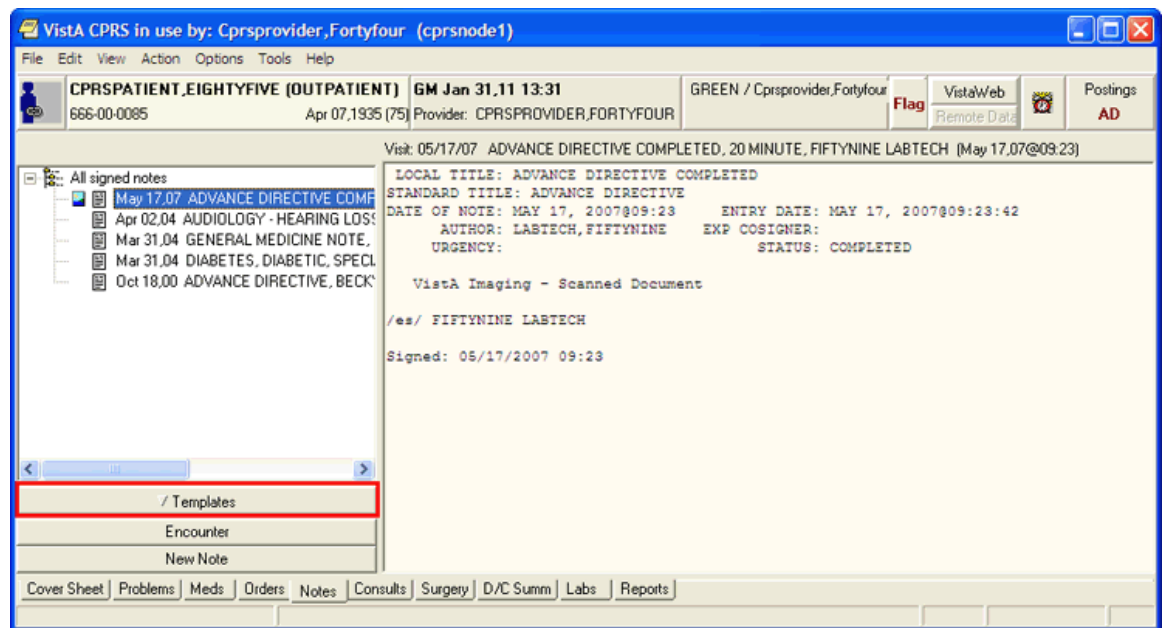 VistA CPRS in use by: Cprsprovider,Fortyfour (cprsnode1)
File Edit View Action Options Tools Help
CPRSPATIENT,EIGHTYFIVE (OUTPATIENT) GM Jan 31,11 13:31 GREEN / Cprsprovider,Fortyfour Flag VistaWeb Postings
666-00-0085 Apr 07,1935 (75) Provider: CPRSPROVIDER,FORTYFOUR Remote Data AD
Visit: 05/17/07 ADVANCE DIRECTIVE COMPLETED, 20 MINUTE, FIFTYNINE LABTECH (May 17,07@09:23)
All signed notes
May 17,07 ADVANCE DIRECTIVE COMP
Apr 02,04 AUDIOLOGY - HEARING LOSS
Mar 31,04 GENERAL MEDICINE NOTE,
Mar 31,04 DIABETES, DIABETIC, SPECI
Oct 18,00 ADVANCE DIRECTIVE, BECKY
LOCAL TITLE: ADVANCE DIRECTIVE COMPLETED
STANDARD TITLE: ADVANCE DIRECTIVE
DATE OF NOTE: MAY 17, 2007@09:23 ENTRY DATE: MAY 17, 2007@09:23:42
AUTHOR: LABTECH,FIFTYNINE EXP COSIGNER:
URGENCY: STATUS: COMPLETED
VistA Imaging - Scanned Document
/es/ FIFTYNINE LABTECH
Signed: 05/17/2007 09:23
/ Templates
Encounter
New Note
Cover Sheet Problems Meds Orders Notes Consults Surgery D/C Summ Labs Reports